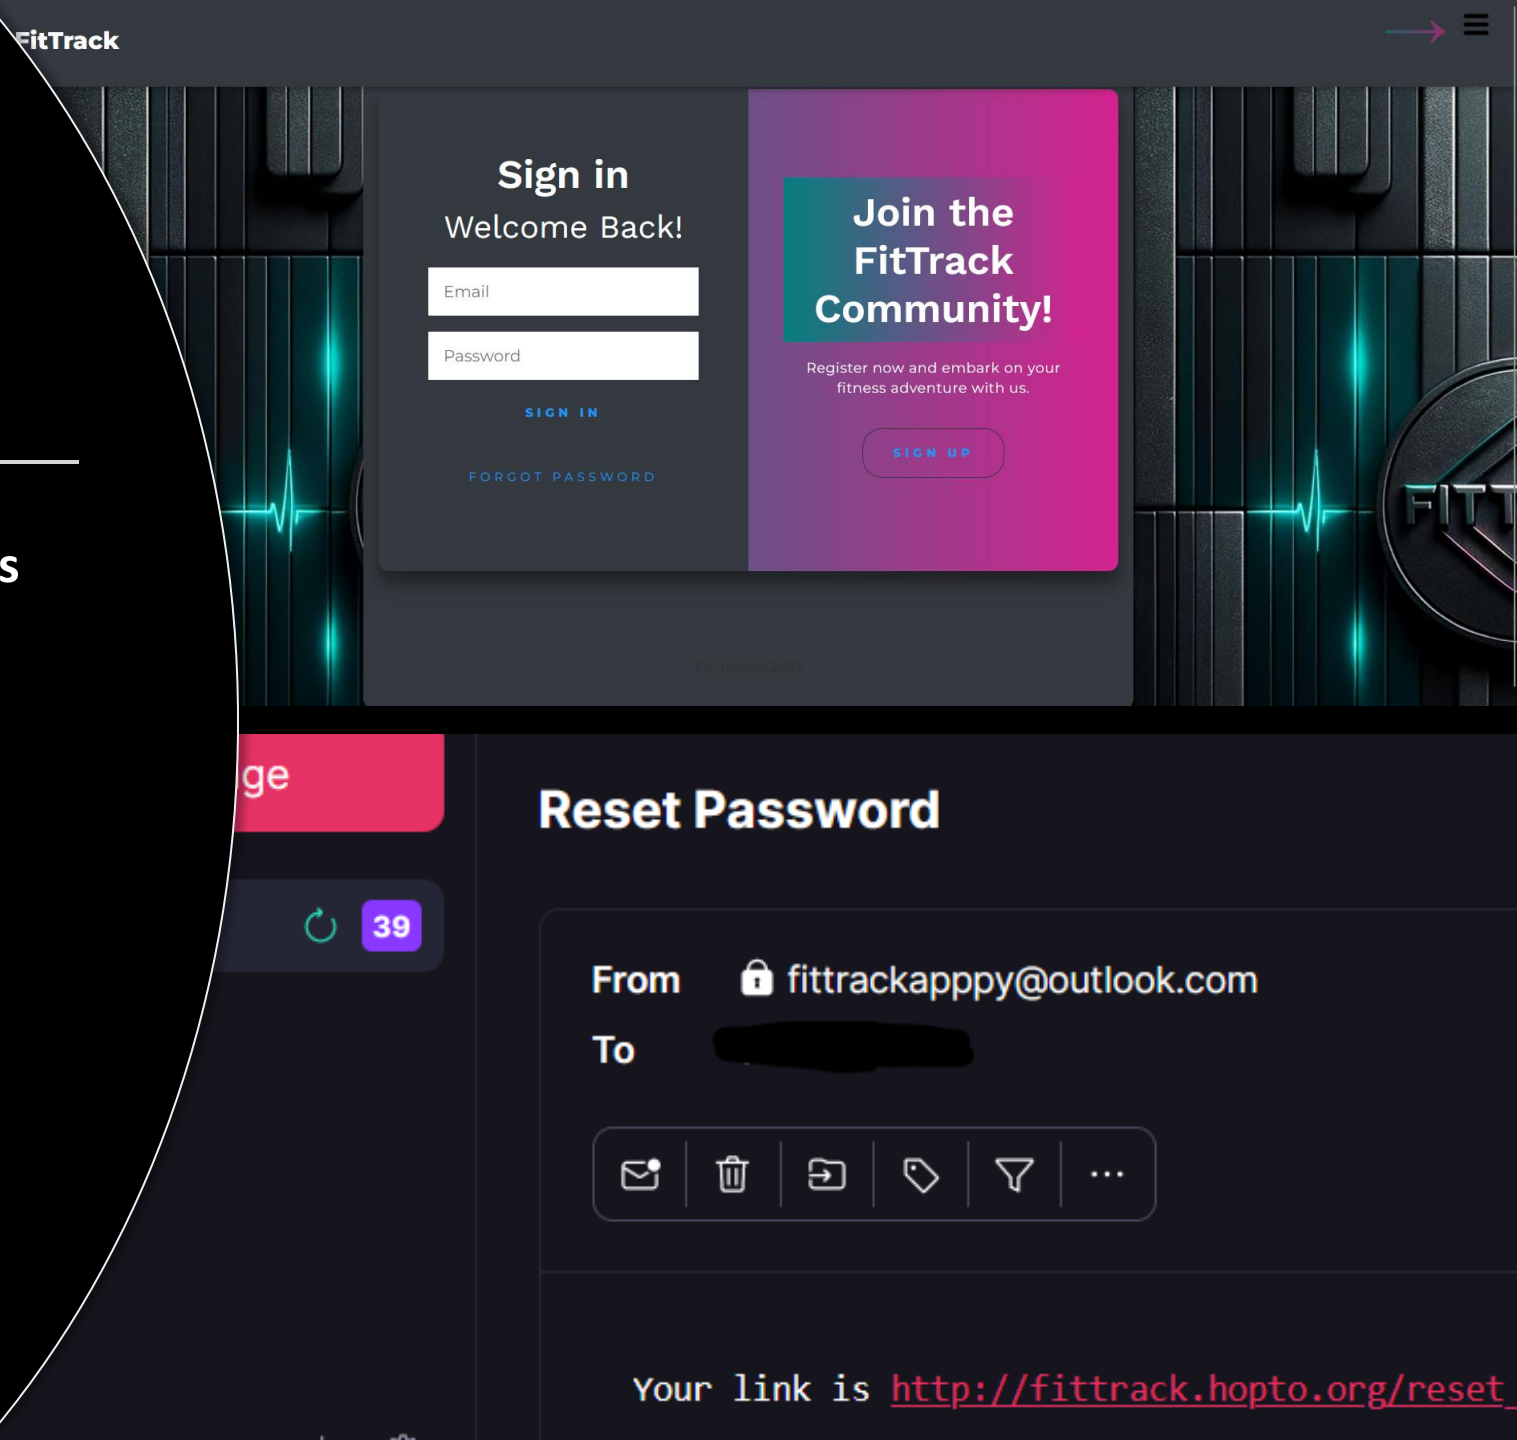 FitTrack
Sign in
Welcome Back!
Email
Password
SIGN IN
FORGOT PASSWORD
Join the
FitTrack
Community!
Register now and embark on your
fitness adventure with us.
SIGN UP
s
ge
39
Reset Password
From fittrackapppy@outlook.com
To
Your link is http://fittrack.hopto.org/reset_